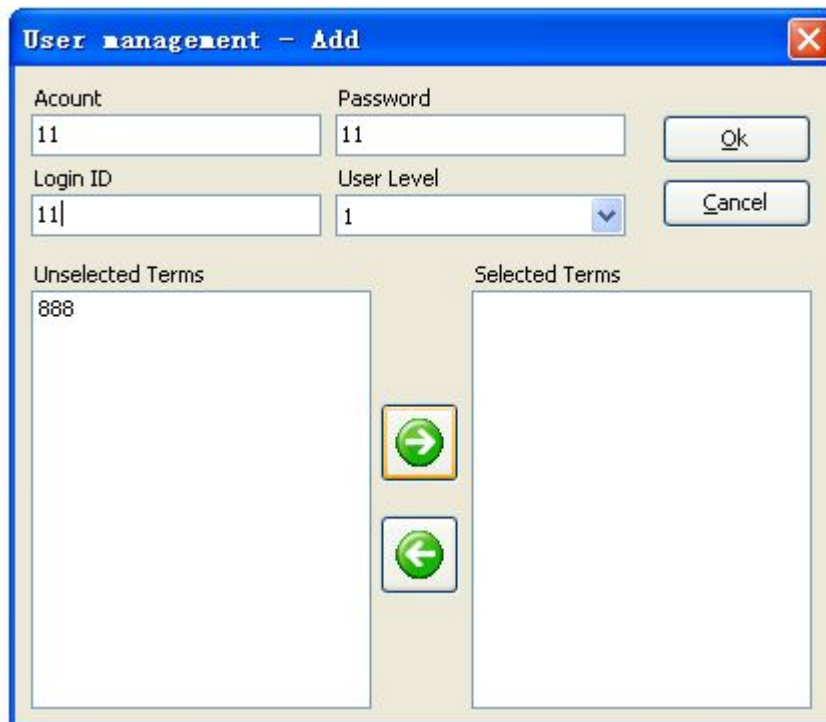 User management - Add
Acount
Password
11
11
Ok
Login ID
User Level
11
1
Cancel
Unselected Terms
Selected Terms
888